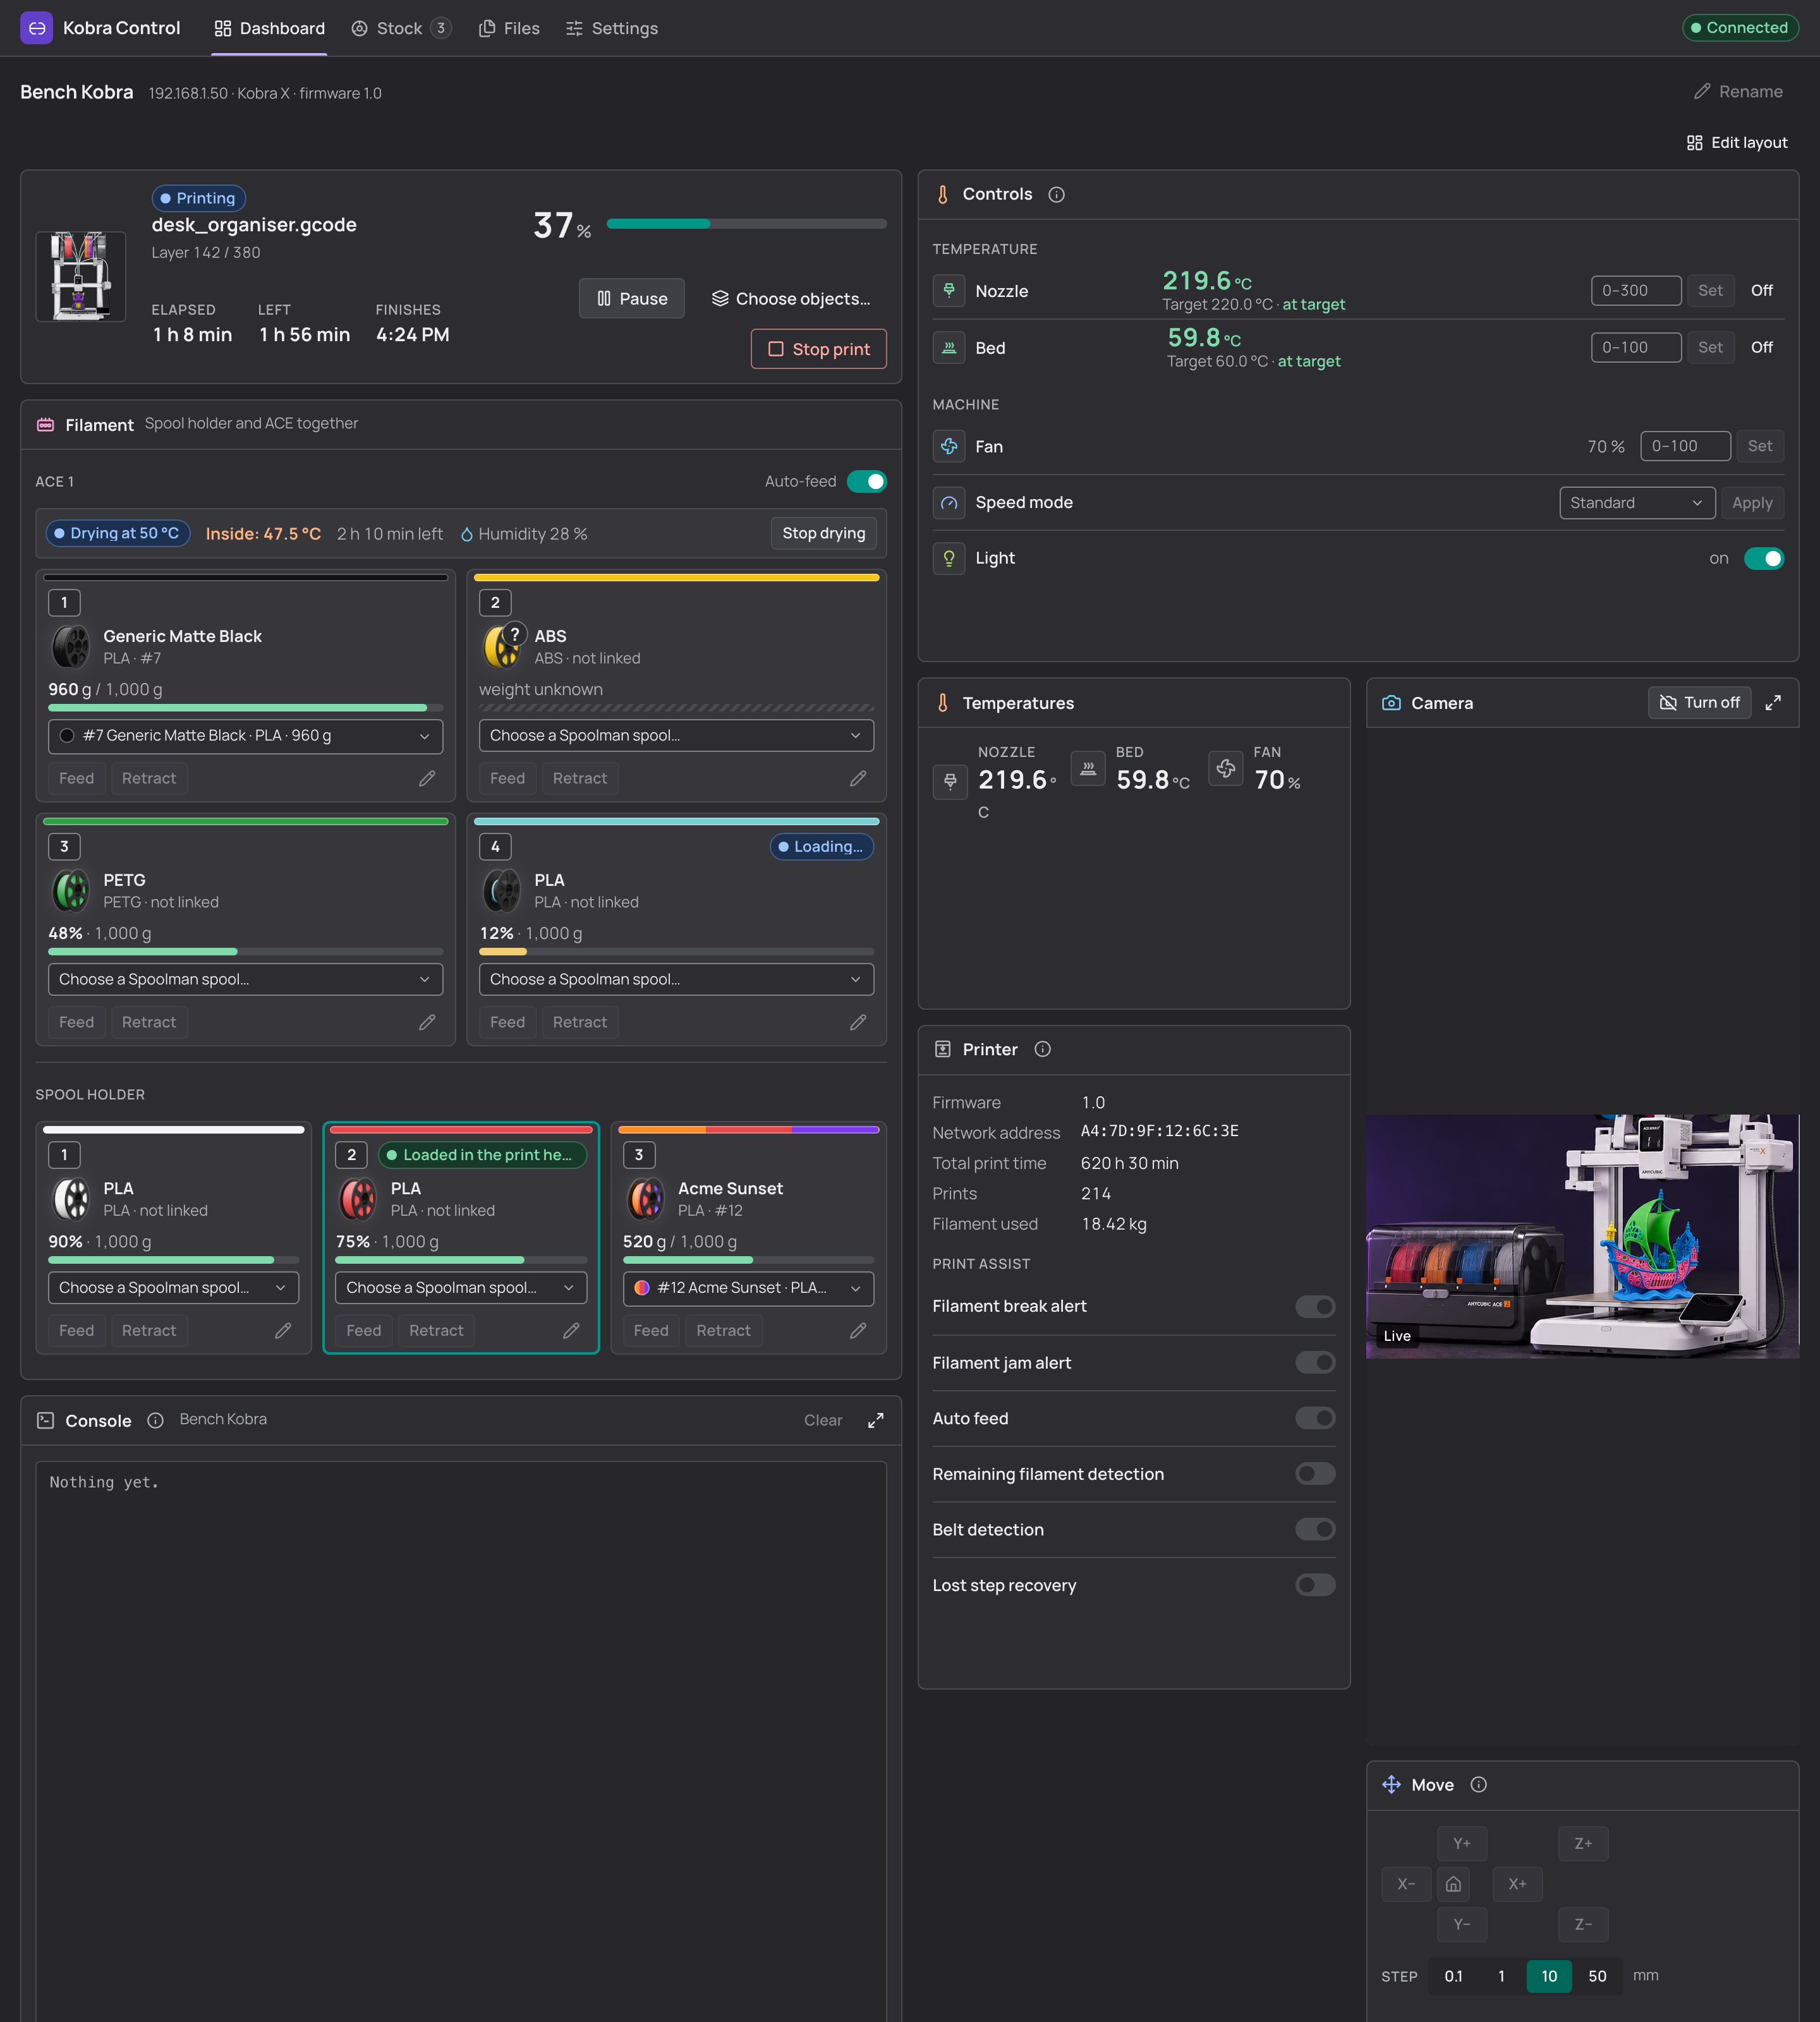 Kobra Control
Dashboard
Stock 3
Files
Settings
Connected
Bench Kobra 192.168.1.50 · Kobra X · firmware 1.0
Rename
Edit layout
Printing
desk_organiser.gcode
Layer 142 / 380
37 %
ELAPSED LEFT FINISHES
1 h 8 min 1 h 56 min 4:24 PM
Pause
Choose objects…
Stop print
Filament Spool holder and ACE together
ACE 1
Auto-feed
Drying at 50 °C Inside: 47.5 °C 2 h 10 min left Humidity 28 %
Stop drying
1
Generic Matte Black
PLA · #7
960 g / 1,000 g
#7 Generic Matte Black · PLA · 960 g
Feed Retract
2
?
ABS
ABS · not linked
weight unknown
Choose a Spoolman spool…
Feed Retract
3
PETG
PETG · not linked
48% · 1,000 g
Choose a Spoolman spool…
Feed Retract
4 Loading…
PLA
PLA · not linked
12% · 1,000 g
Choose a Spoolman spool…
Feed Retract
SPOOL HOLDER
1
PLA
PLA · not linked
90% · 1,000 g
Choose a Spoolman spool…
Feed Retract
2 Loaded in the print he…
PLA
PLA · not linked
75% · 1,000 g
Choose a Spoolman spool…
Feed Retract
3
Acme Sunset
PLA · #12
520 g / 1,000 g
#12 Acme Sunset · PLA…
Feed Retract
Console Bench Kobra
Clear
Nothing yet.
Controls
TEMPERATURE
Nozzle
219.6 °C
Target 220.0 °C · at target
0–300 Set Off
Bed
59.8 °C
Target 60.0 °C · at target
0–100 Set Off
MACHINE
Fan 70 % 0–100 Set
Speed mode Standard Apply
Light on
Temperatures
NOZZLE
219.6 °
C
BED
59.8 °C
FAN
70 %
Camera Turn off
ANYCUBIC
ANYCUBIC ACE 2
X
Live
Printer
Firmware 1.0
Network address A4:7D:9F:12:6C:3E
Total print time 620 h 30 min
Prints 214
Filament used 18.42 kg
PRINT ASSIST
Filament break alert
Filament jam alert
Auto feed
Remaining filament detection
Belt detection
Lost step recovery
Move
Y+ Z+
X− X+
Y− Z−
STEP 0.1 1 10 50 mm